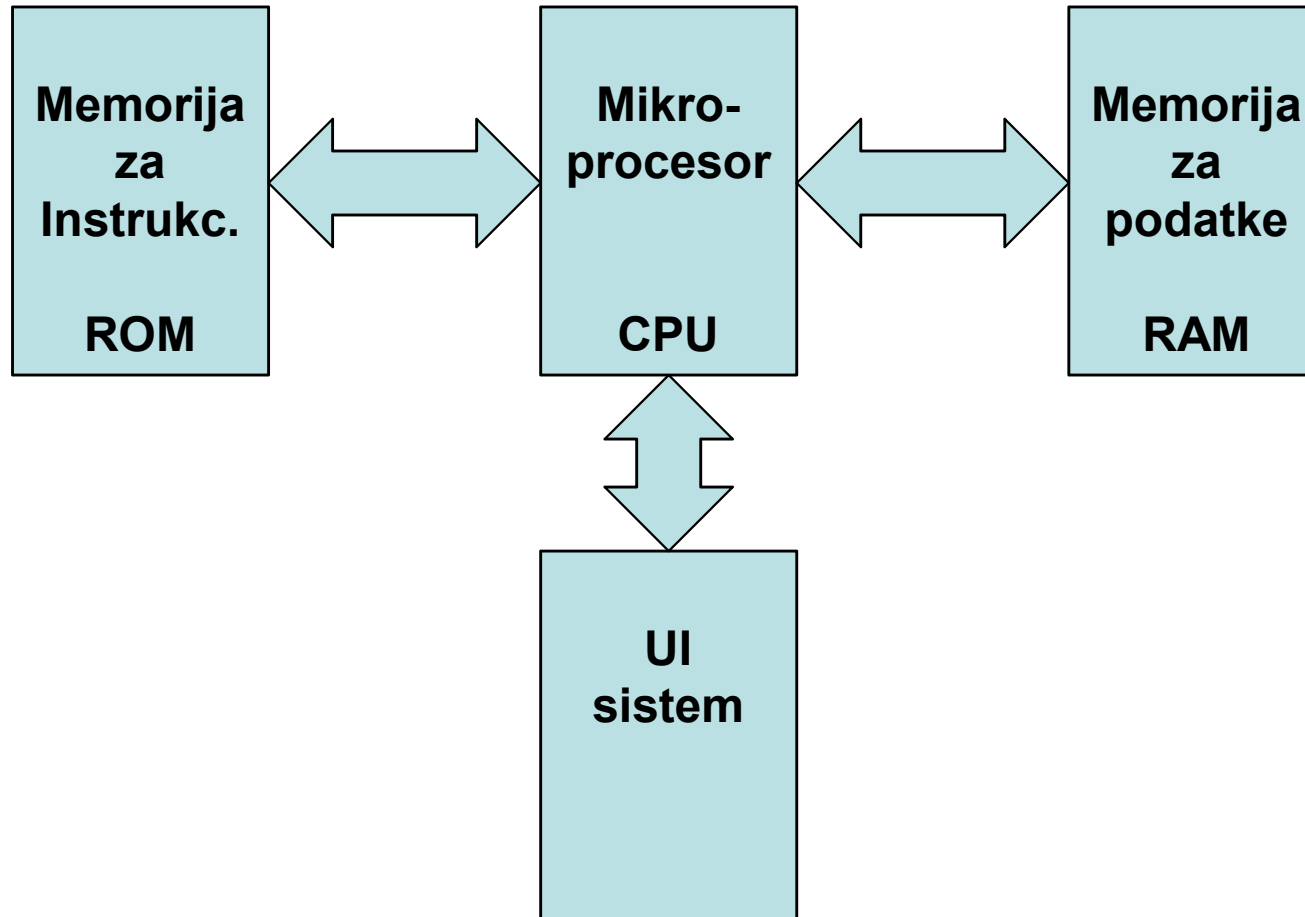 Memorija
za
Instrukc.
ROM
Mikro-
procesor
CPU
Memorija
za
podatke
RAM
UI
sistem